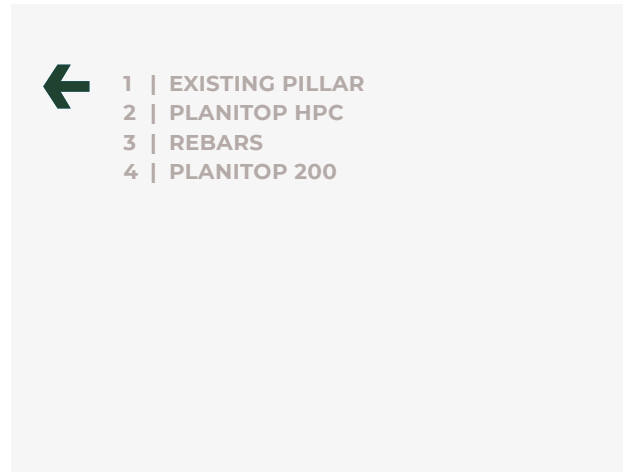 1 | EXISTING PILLAR
2 | PLANITOP HPC
3 | REBARS
4 | PLANITOP 200